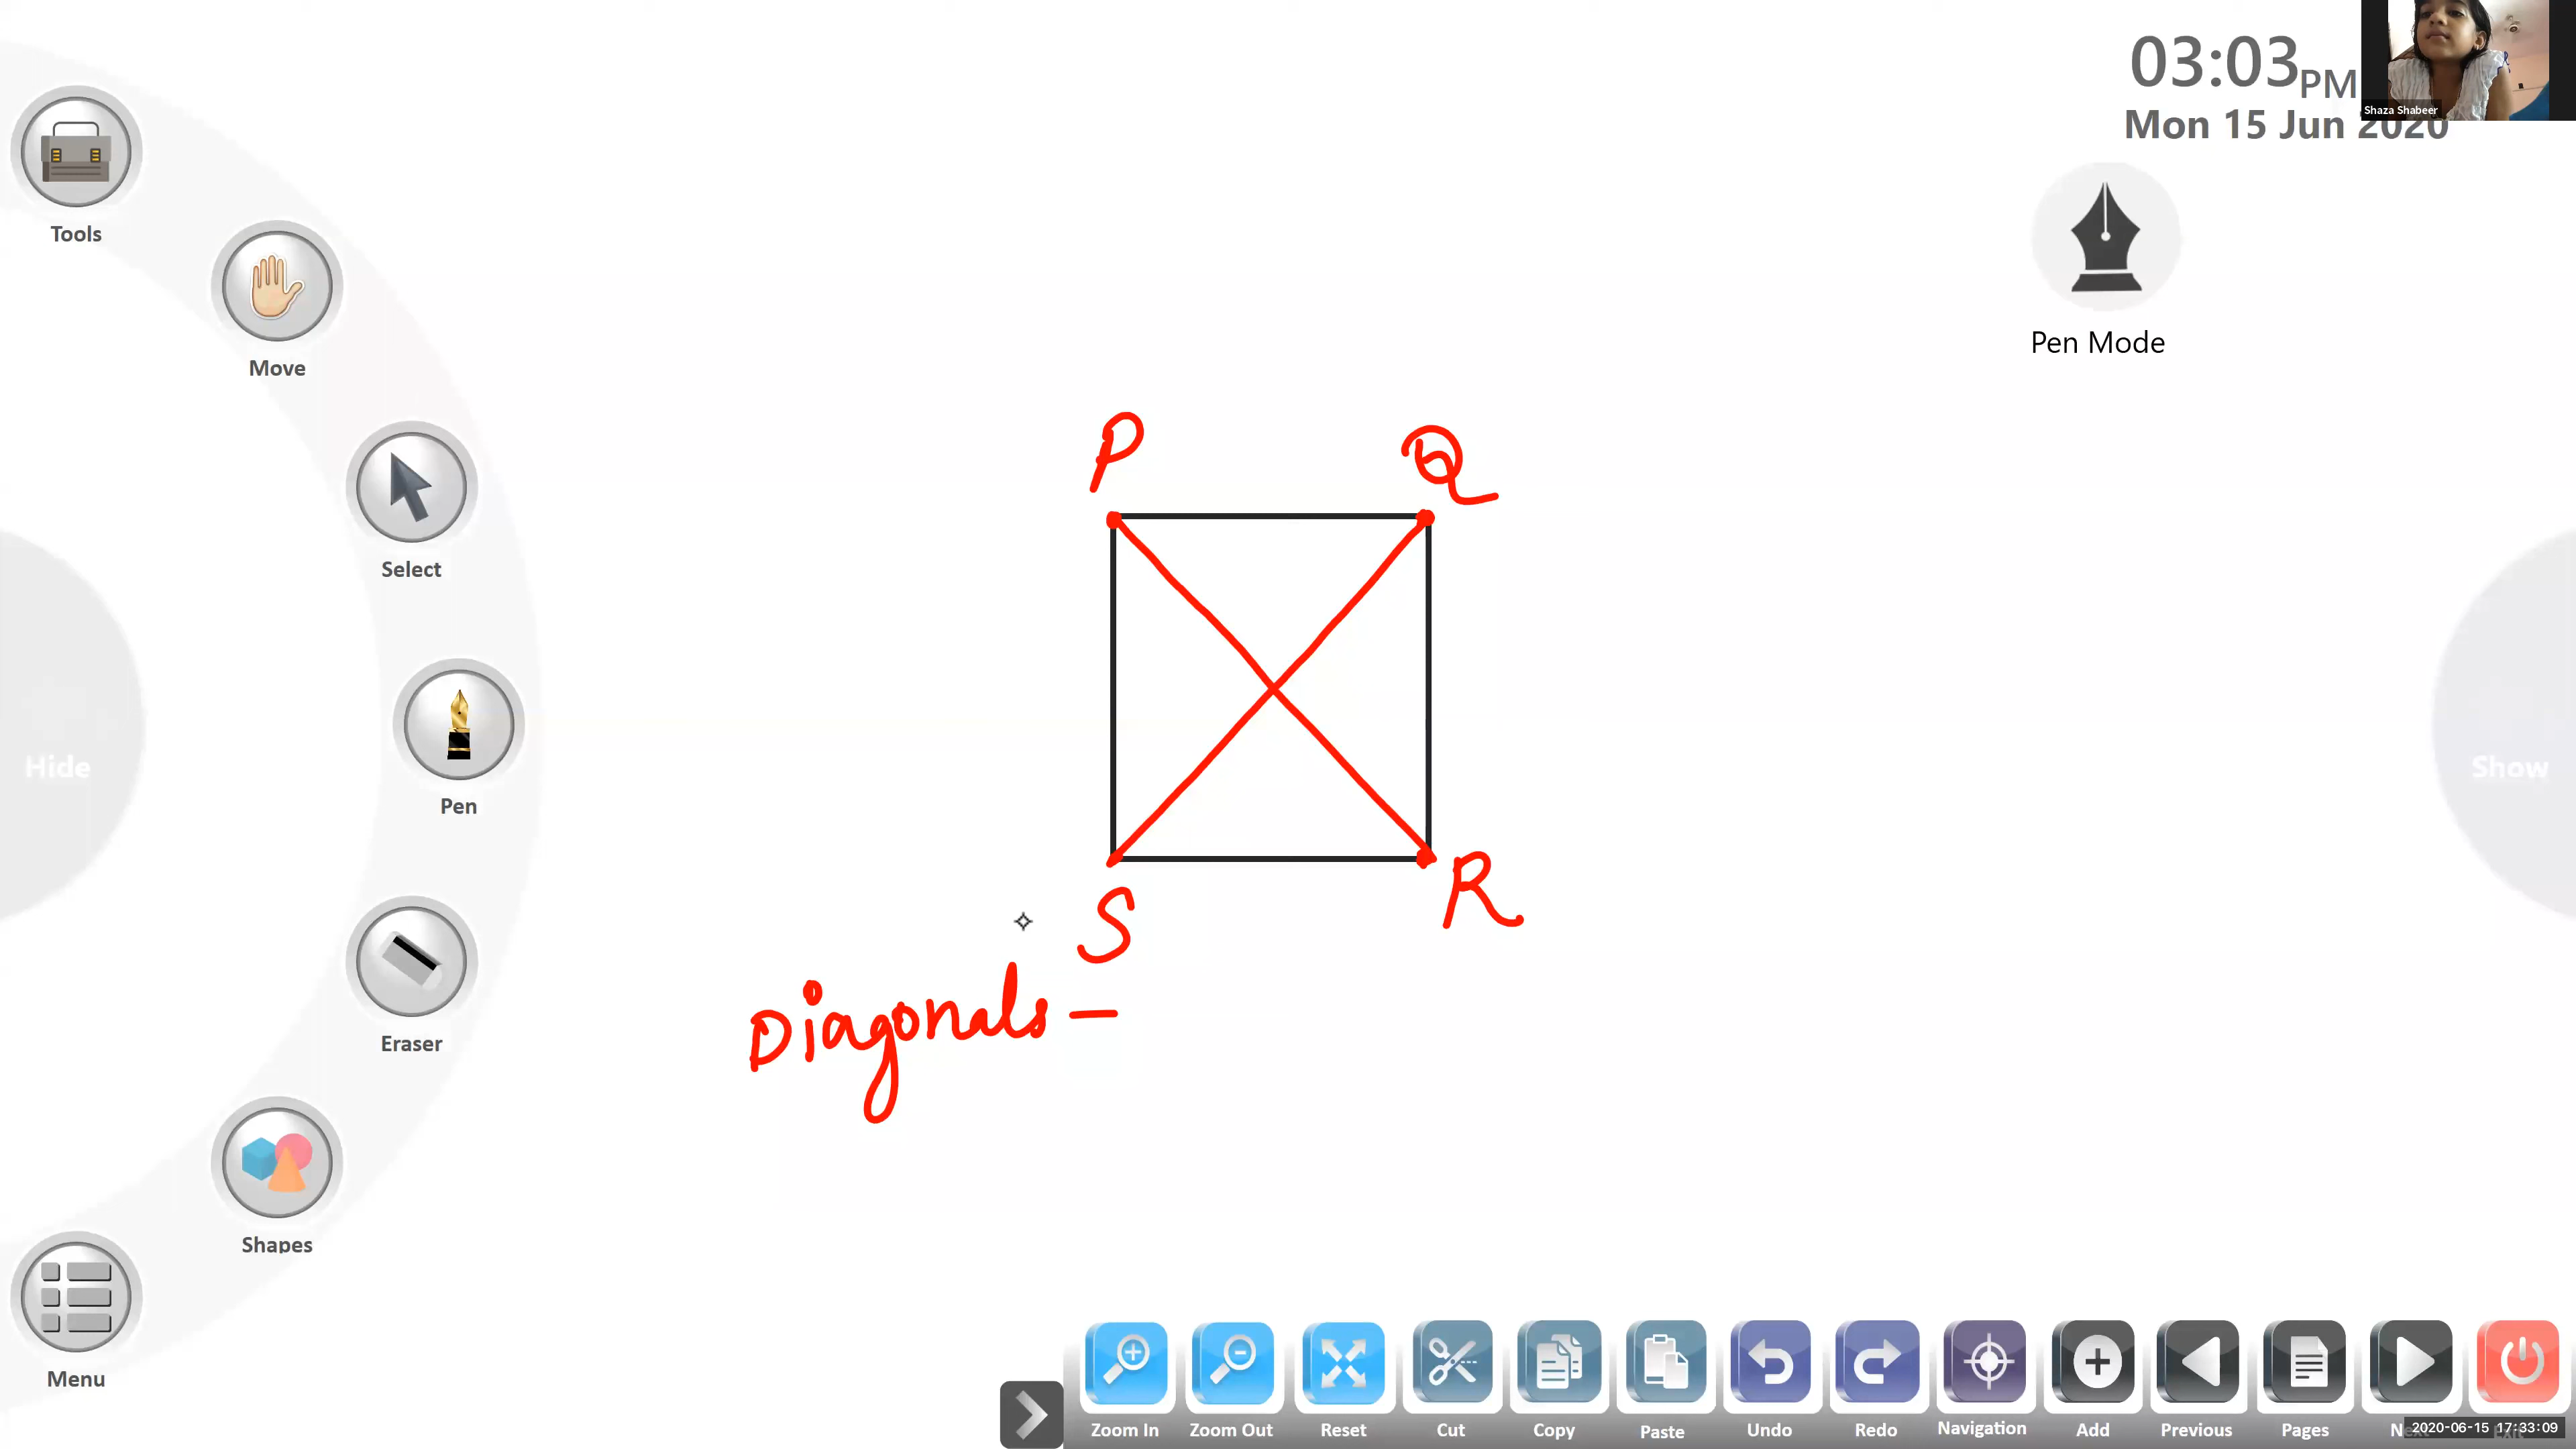 03:03 PM
Shaza Shabeer
Mon 15 Jun 2020
Tools
Move
Pen Mode
Select
P
Q
Hide
Show
Pen
S
R
Diagonals –
Eraser
Shapes
Menu
Zoom In
Zoom Out
Reset
Cut
Copy
Paste
Undo
Redo
Navigation
Add
Previous
Pages
2020-06-15 17:33:09